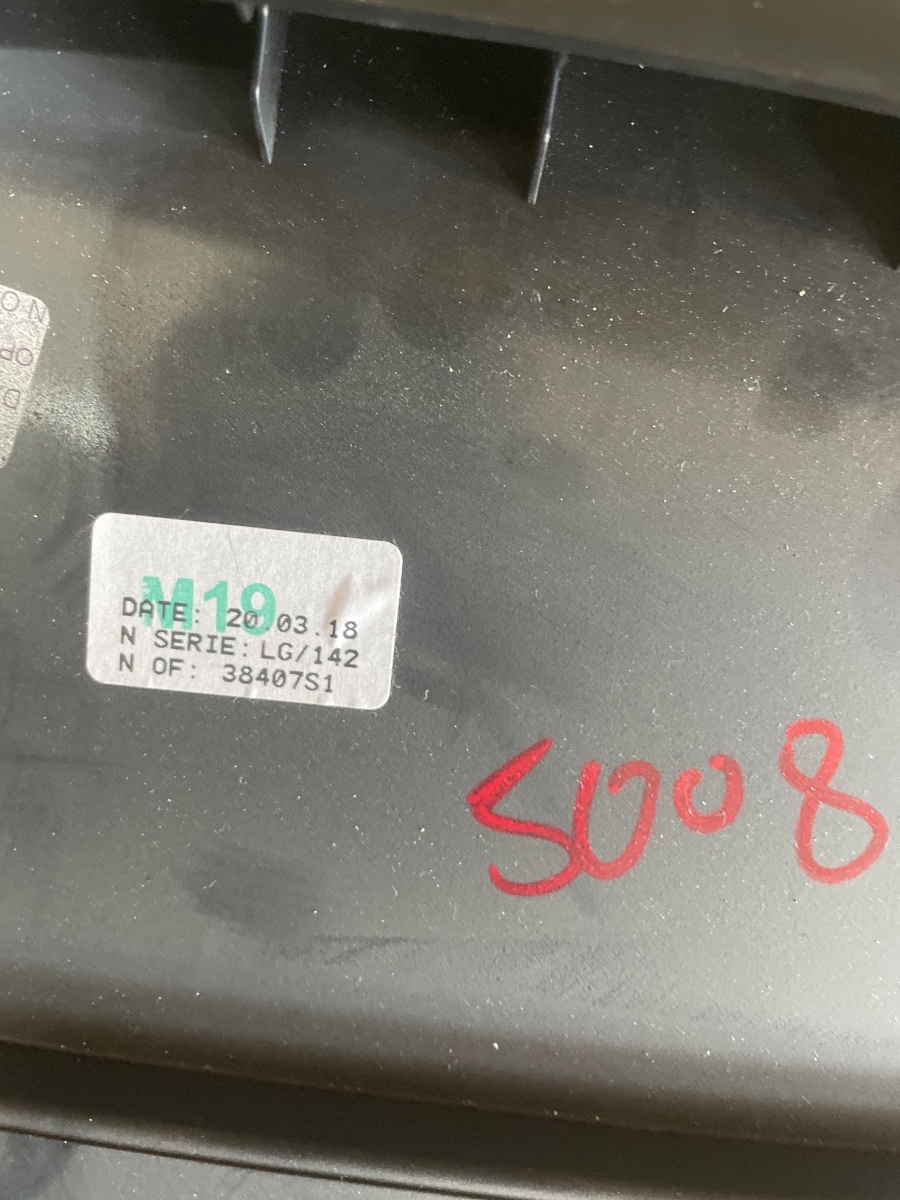 M19
DATE: 20.03.18
N SERIE: LG/142
N OF: 38407S1
5008